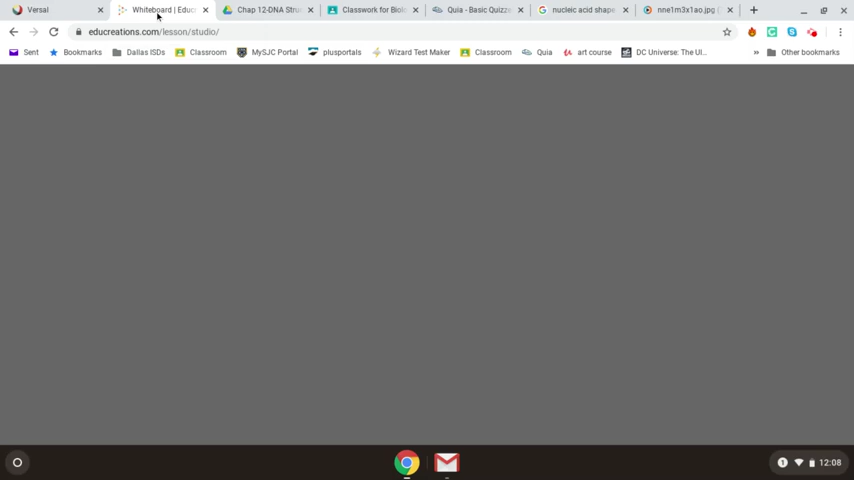 Versal
Whiteboard | Educ
Chap 12-DNA Stru
Classwork for Biol
Quia - Basic Quizze
nucleic acid shape
nne1m3x1ao.jpg (
educreations.com/lesson/studio/
Sent
Bookmarks
Dallas ISDs
Classroom
MySJC Portal
plusportals
Wizard Test Maker
Classroom
Quia
art course
DC Universe: The Ul...
» Other bookmarks
1
12:08